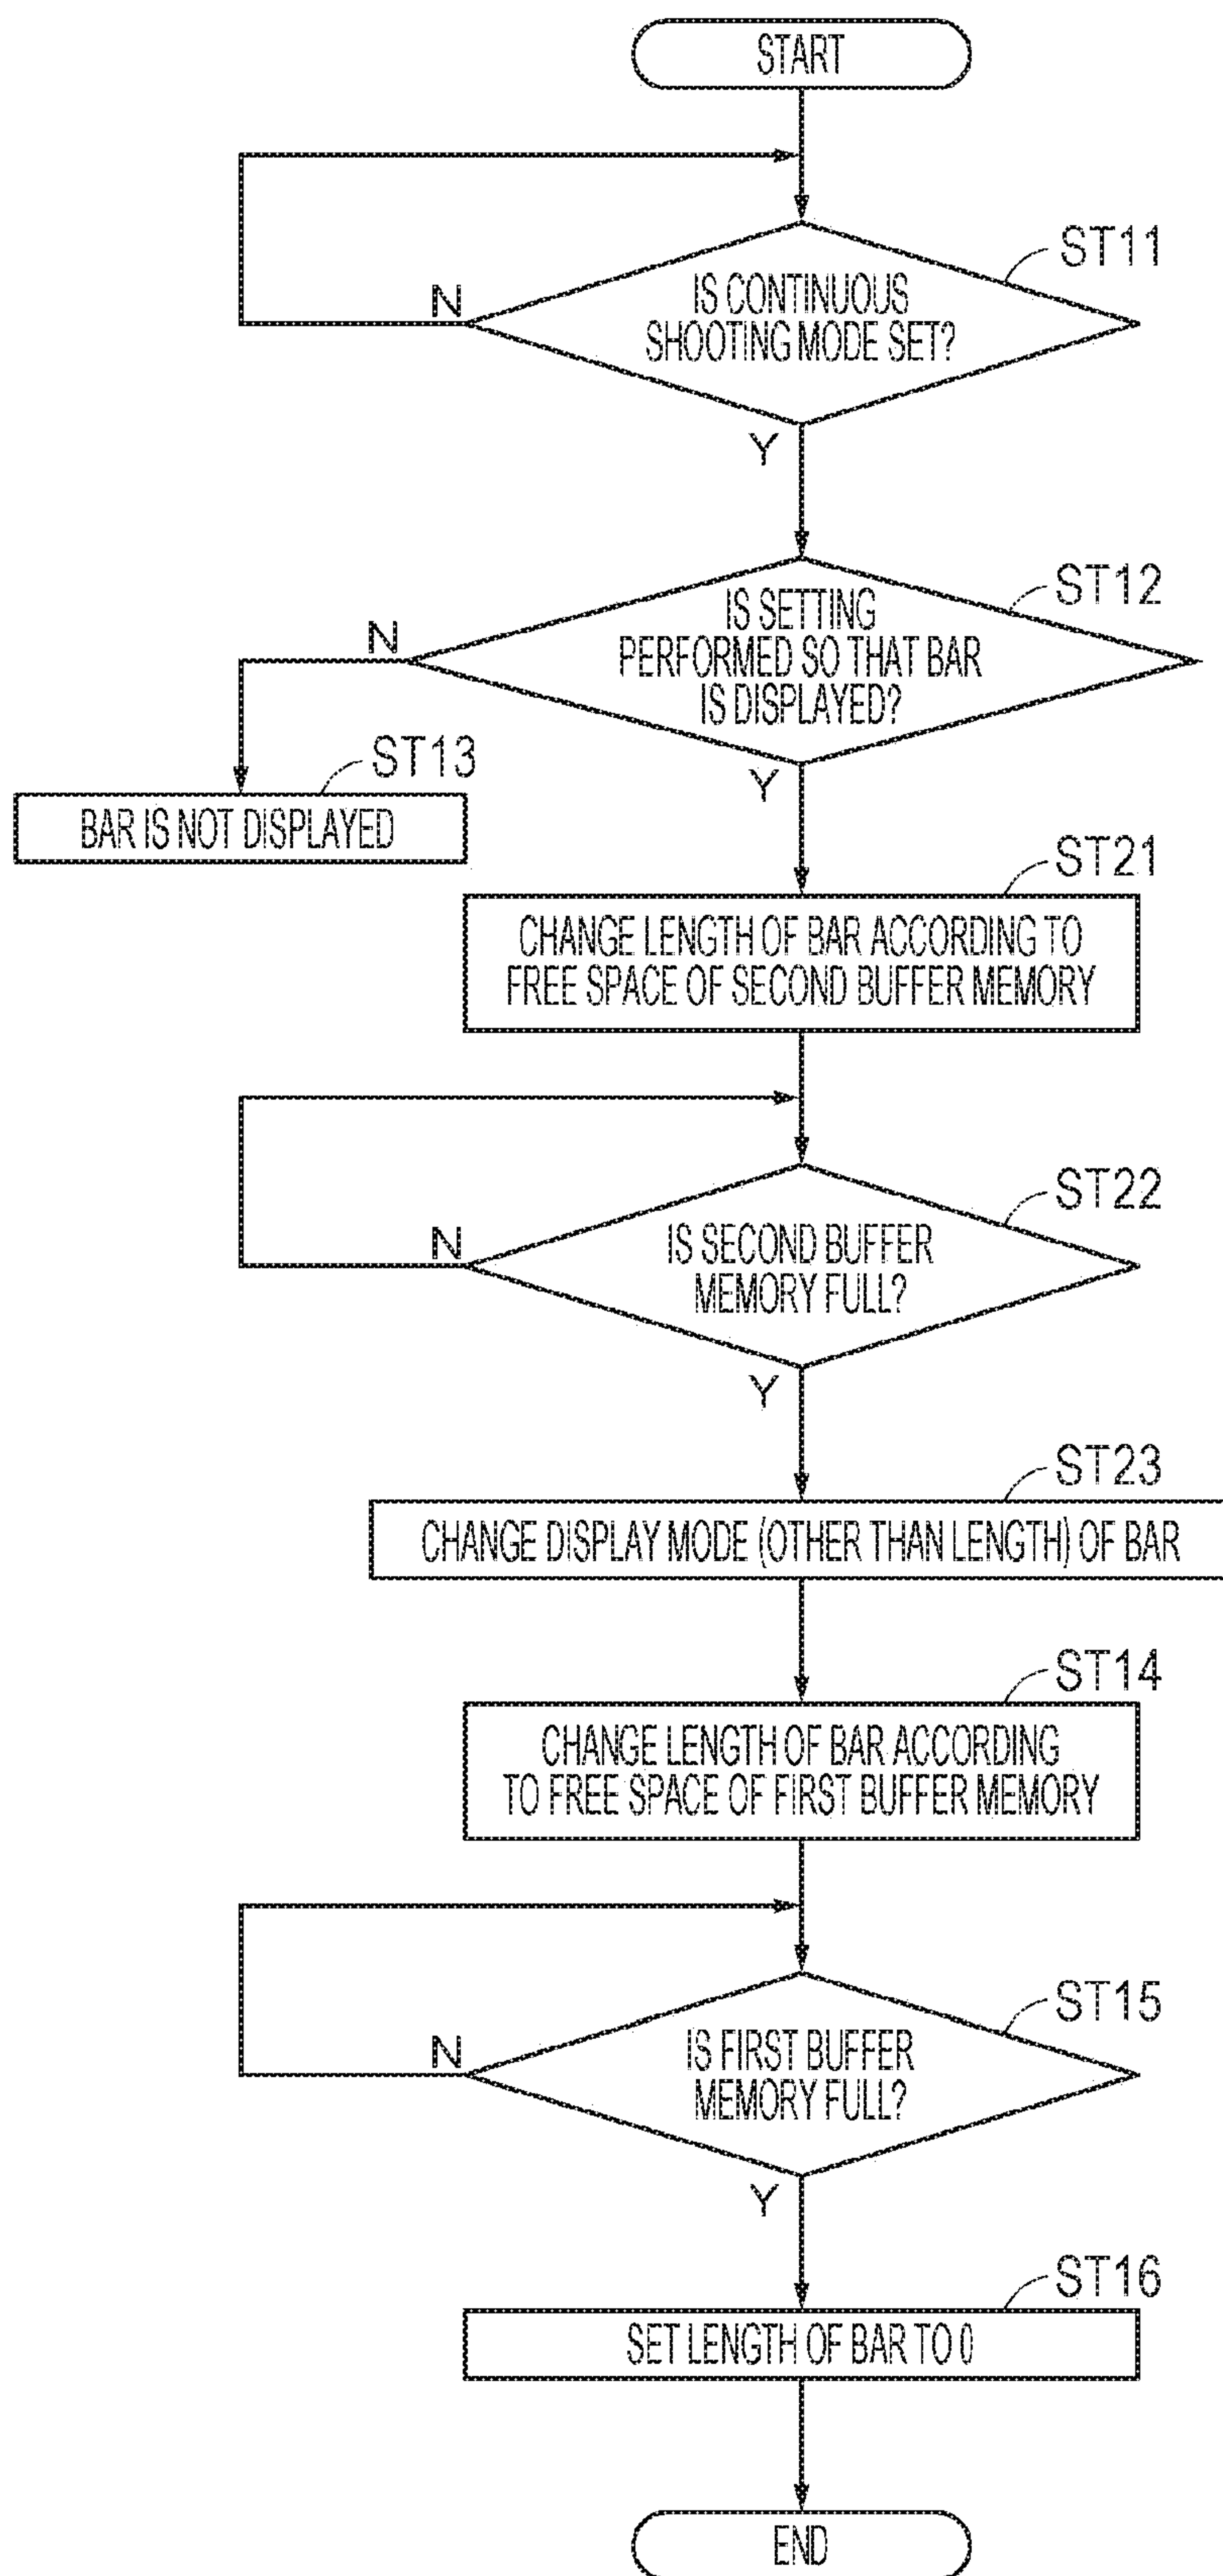 START
ST11
IS CONTINUOUS
SHOOTING MODE SET?
N
Y
ST12
IS SETTING
PERFORMED SO THAT BAR
IS DISPLAYED?
N
Y
ST13
BAR IS NOT DISPLAYED
ST21
CHANGE LENGTH OF BAR ACCORDING TO
FREE SPACE OF SECOND BUFFER MEMORY
ST22
IS SECOND BUFFER
MEMORY FULL?
N
Y
ST23
CHANGE DISPLAY MODE (OTHER THAN LENGTH) OF BAR
ST14
CHANGE LENGTH OF BAR ACCORDING
TO FREE SPACE OF FIRST BUFFER MEMORY
ST15
IS FIRST BUFFER
MEMORY FULL?
N
Y
ST16
SET LENGTH OF BAR TO 0
END